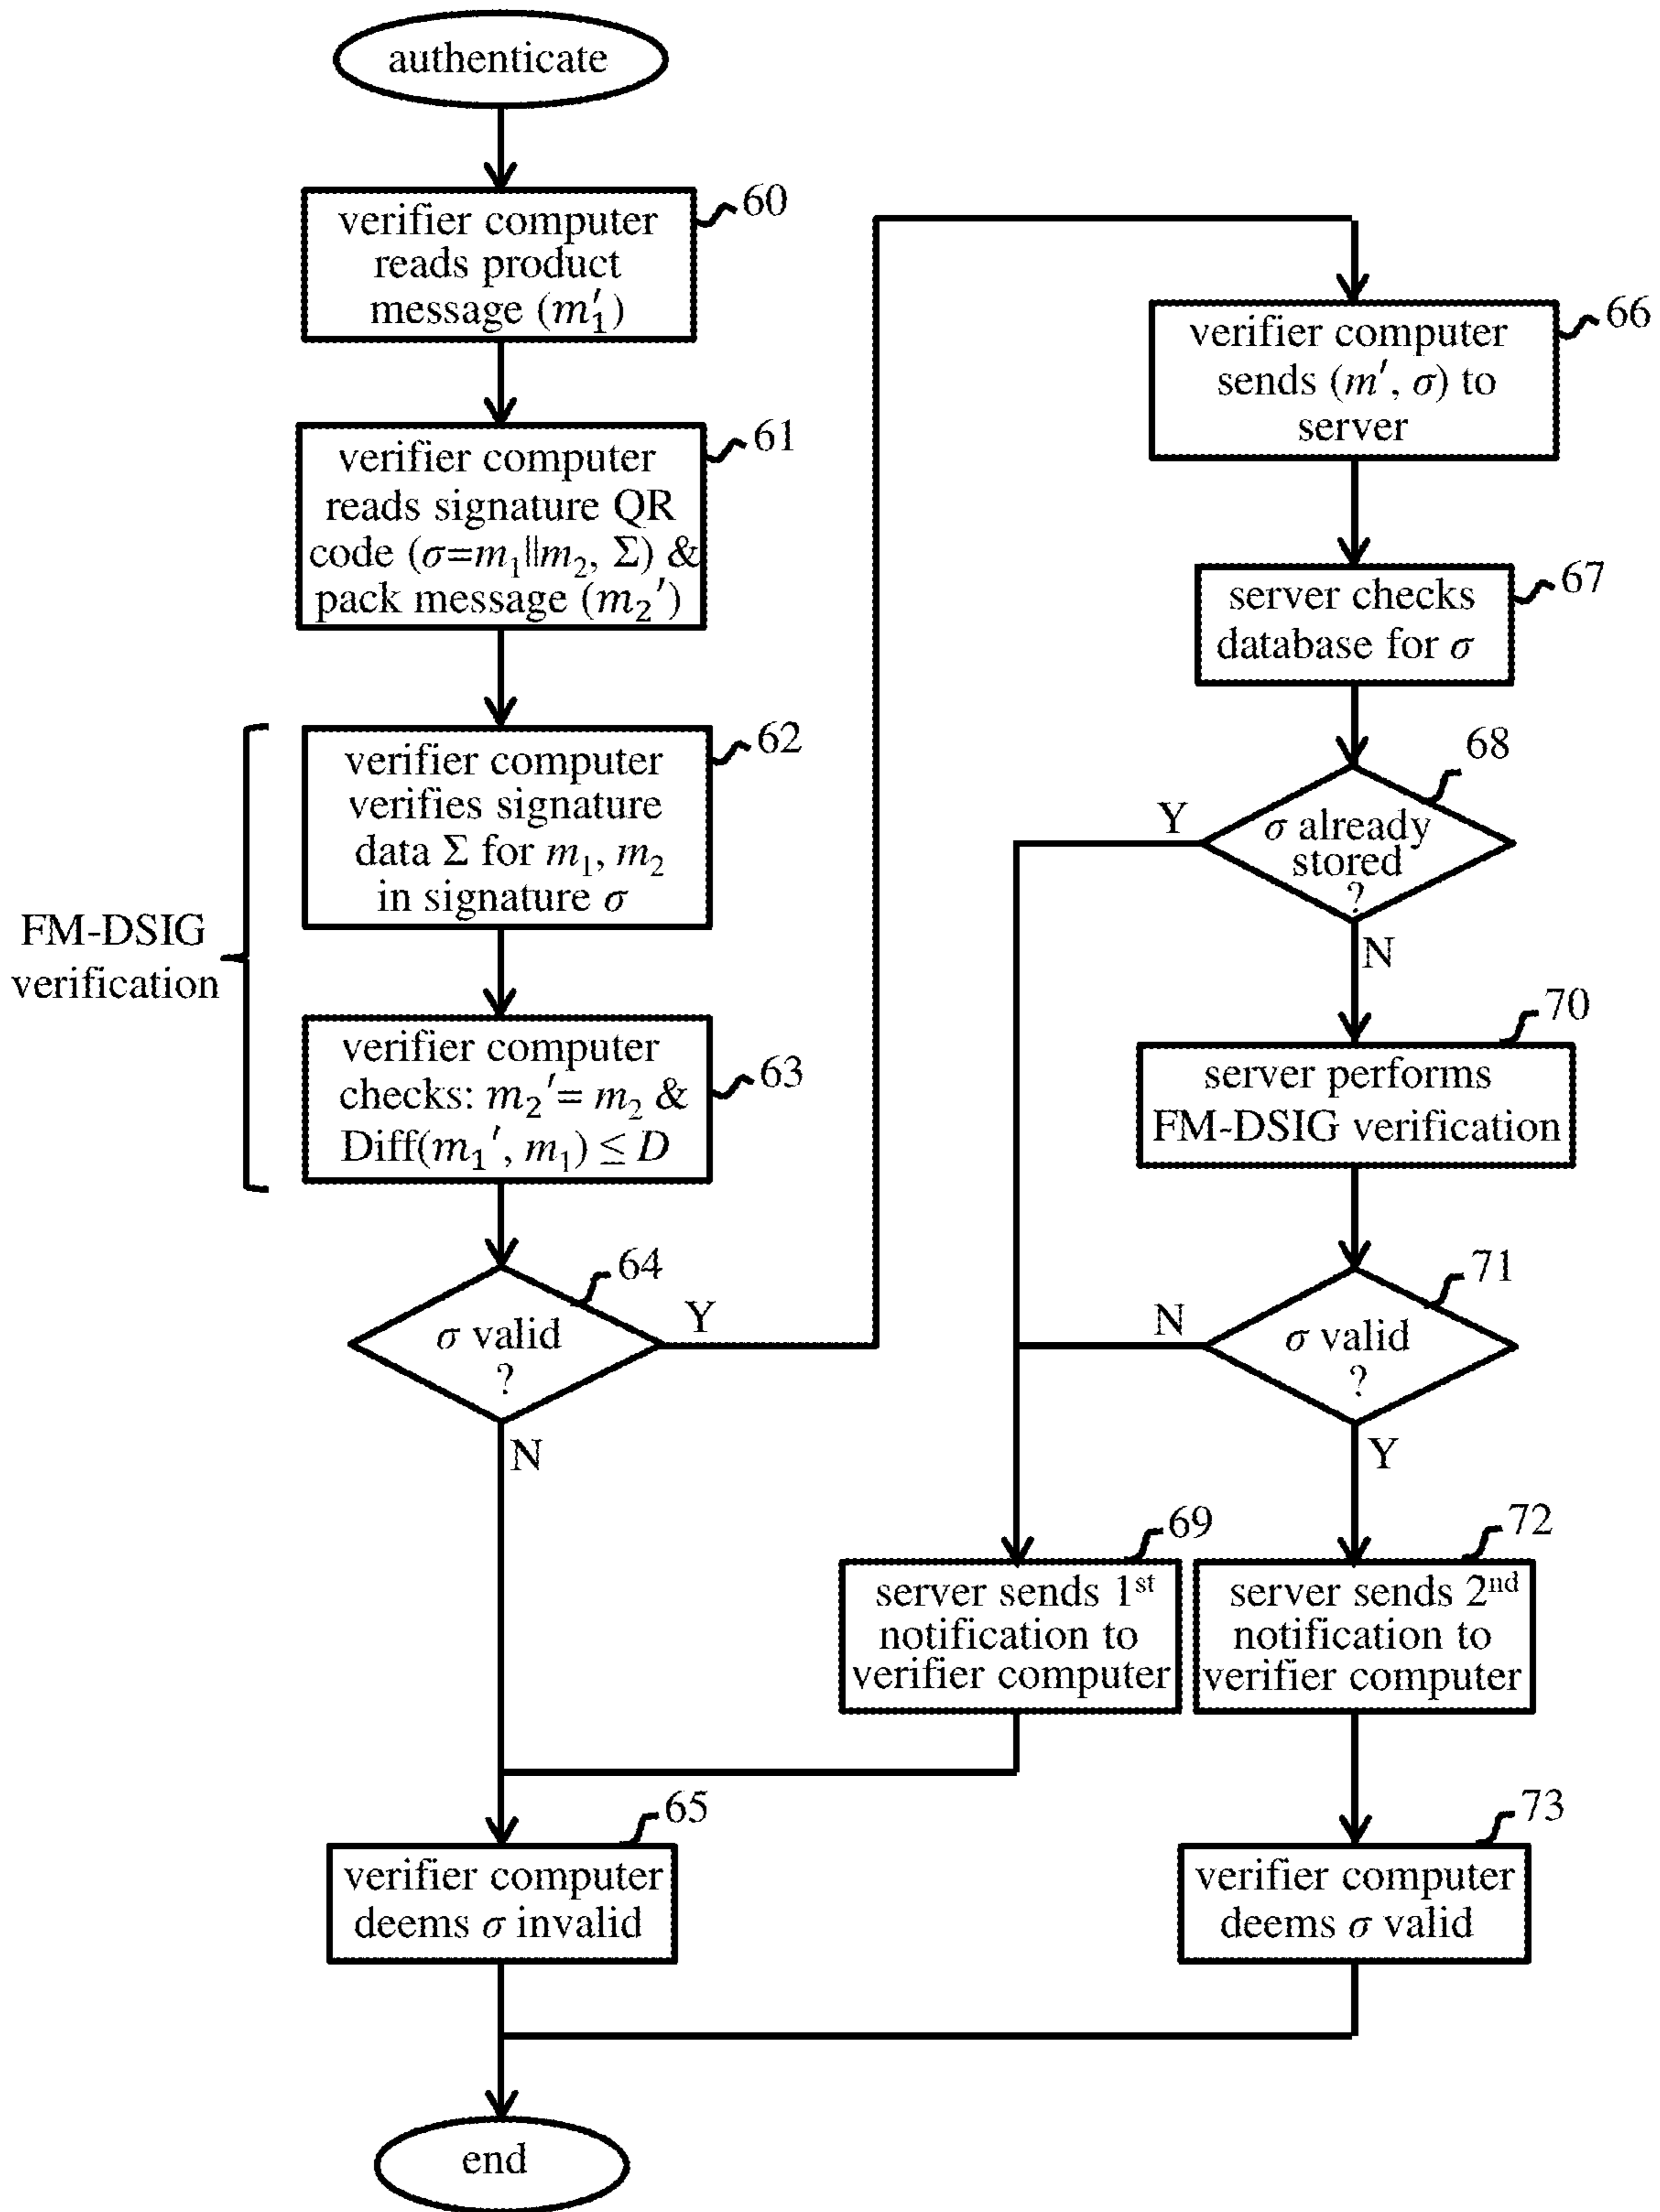 authenticate
60
verifier computer
reads product
message (m₁′)
61
verifier computer
reads signature QR
code (σ=m₁||m₂, Σ) &
pack message (m₂′)
FM-DSIG
verification
62
verifier computer
verifies signature
data Σ for m₁, m₂
in signature σ
63
verifier computer
checks: m₂′= m₂ &
Diff(m₁′, m₁) ≤ D
64
σ valid
?
Y
N
66
verifier computer
sends (m′, σ) to
server
67
server checks
database for σ
68
σ already
stored
?
Y
N
70
server performs
FM-DSIG verification
71
σ valid
?
N
Y
69
server sends 1st
notification to
verifier computer
72
server sends 2nd
notification to
verifier computer
65
verifier computer
deems σ invalid
73
verifier computer
deems σ valid
end